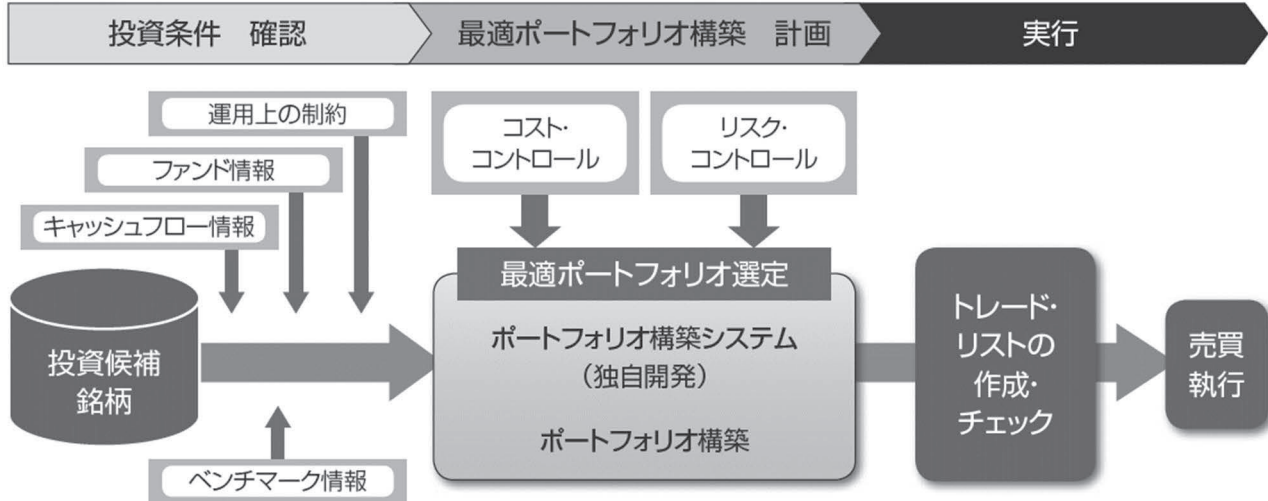 投資条件　確認
最適ポートフォリオ構築　計画
実行
運用上の制約
ファンド情報
キャッシュフロー情報
投資候補
銘柄
ベンチマーク情報
コスト・
コントロール
リスク・
コントロール
最適ポートフォリオ選定
ポートフォリオ構築システム
（独自開発）
ポートフォリオ構築
トレード・
リストの
作成・
チェック
売買
執行